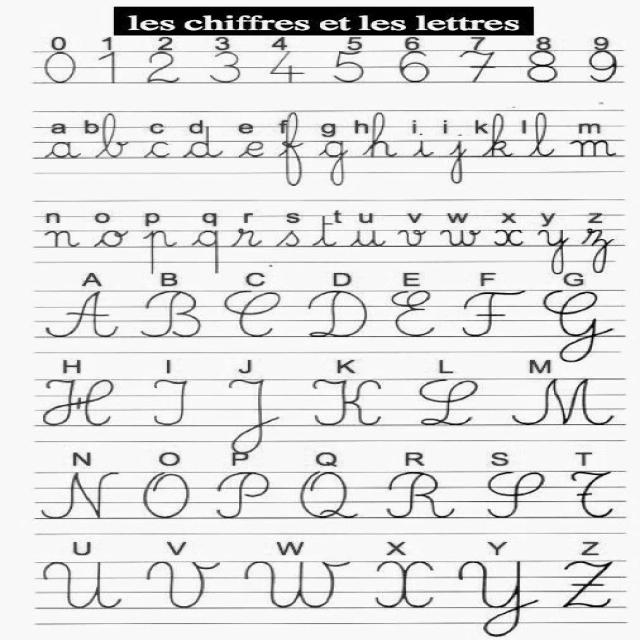 les chiffres et les lettres
0 1 2 3 4 5 6 7 8 9
0 1 2 3 4 5 6 7 8 9
a b c d e f g h i i k l m
a b c d e f g h i j k l m
n o p q r s t u v w x y z
n o p q r s t u v w x y z
A B C D E F G
A B C D E F G
H I J K L M
H I J K L M
N O P Q R S T
N O P Q R S T
U V W X Y Z
U V W X Y Z